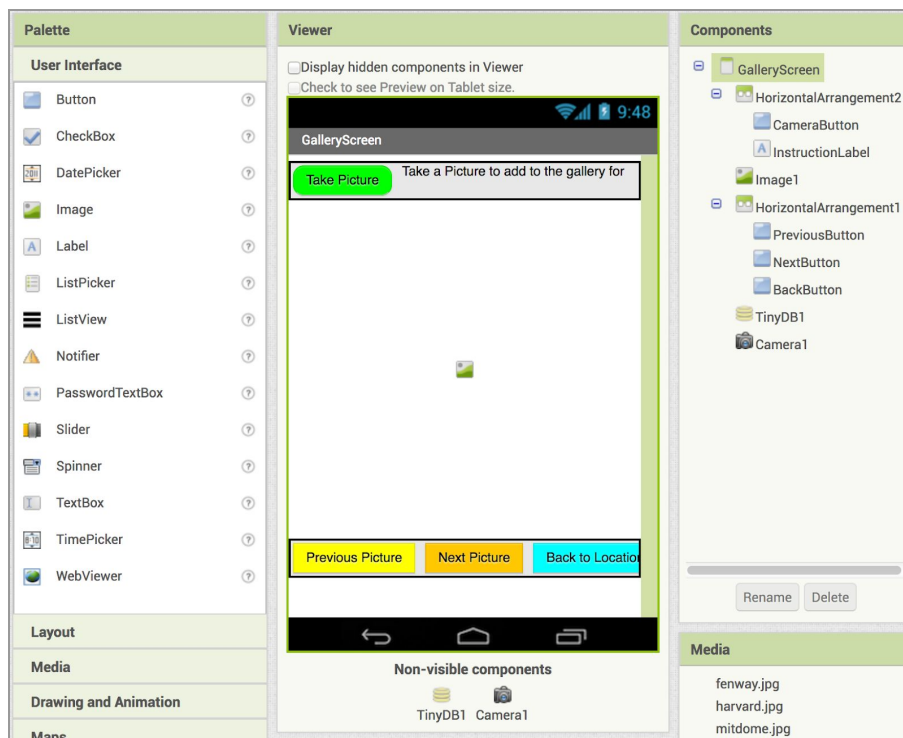 Palette
User Interface
Button
CheckBox
DatePicker
Image
Label
ListPicker
ListView
Notifier
PasswordTextBox
Slider
Spinner
TextBox
TimePicker
WebViewer
Layout
Media
Drawing and Animation
Maps
Viewer
Display hidden components in Viewer
Check to see Preview on Tablet size.
9:48
GalleryScreen
Take Picture
Take a Picture to add to the gallery for
Previous Picture
Next Picture
Back to Location
Non-visible components
TinyDB1
Camera1
Components
GalleryScreen
HorizontalArrangement2
CameraButton
InstructionLabel
Image1
HorizontalArrangement1
PreviousButton
NextButton
BackButton
TinyDB1
Camera1
Rename
Delete
Media
fenway.jpg
harvard.jpg
mitdome.jpg